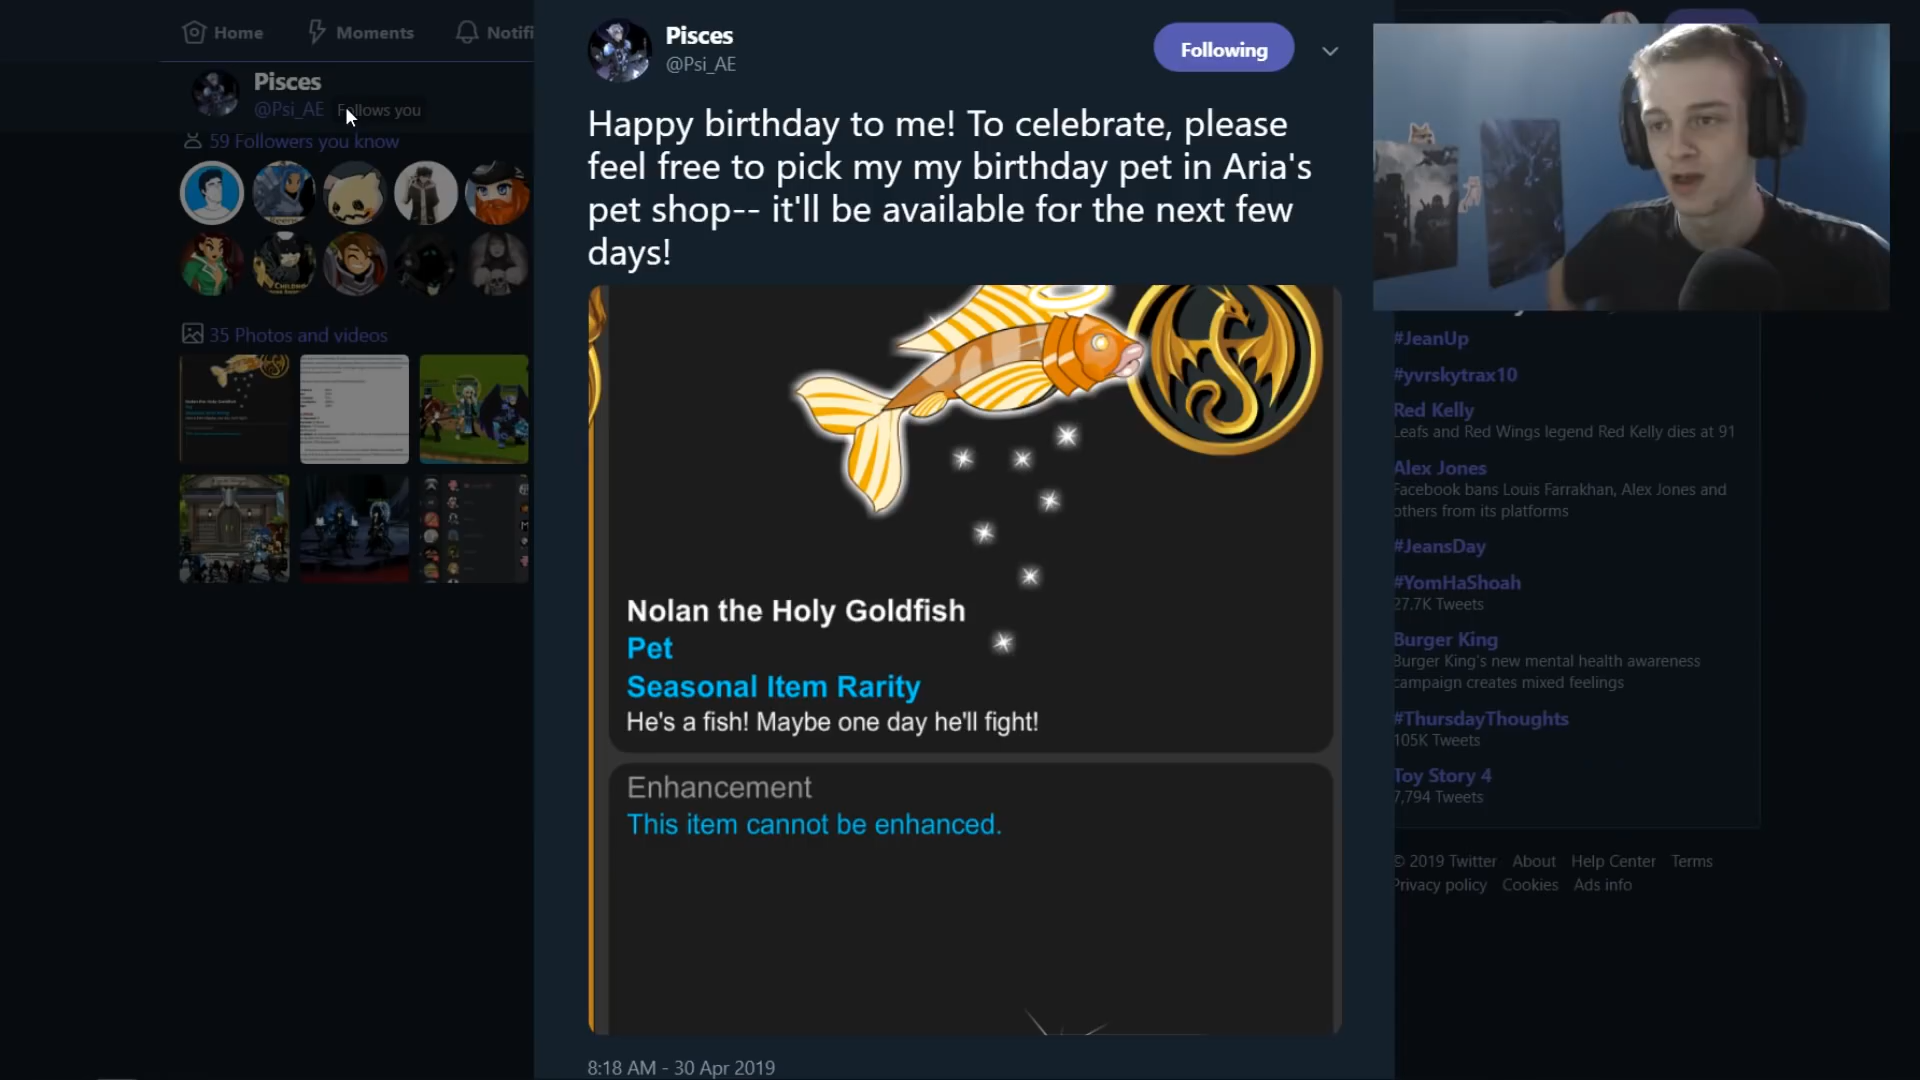 Home
Moments
Notifi
Pisces
@Psi_AE
Follows you
59 Followers you know
35 Photos and videos
Pisces
@Psi_AE
Following
Happy birthday to me! To celebrate, please
feel free to pick my my birthday pet in Aria's
pet shop-- it'll be available for the next few
days!
Nolan the Holy Goldfish
Pet
Seasonal Item Rarity
He's a fish! Maybe one day he'll fight!
Enhancement
This item cannot be enhanced.
8:18 AM - 30 Apr 2019
#JeanUp
#yvrskytrax10
Red Kelly
Leafs and Red Wings legend Red Kelly dies at 91
Alex Jones
Facebook bans Louis Farrakhan, Alex Jones and
others from its platforms
#JeansDay
#YomHaShoah
27.7K Tweets
Burger King
Burger King's new mental health awareness
campaign creates mixed feelings
#ThursdayThoughts
105K Tweets
Toy Story 4
7,794 Tweets
© 2019 Twitter About Help Center Terms
Privacy policy Cookies Ads info